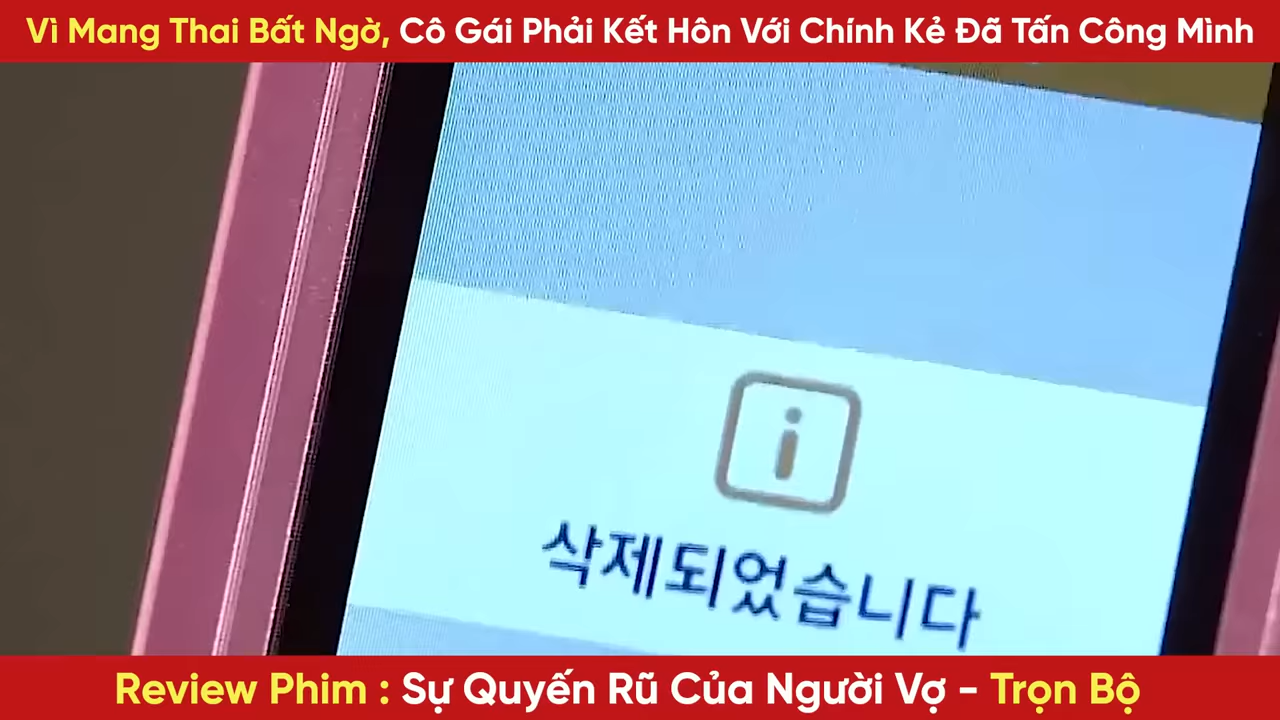 Vì Mang Thai Bất Ngờ, Cô Gái Phải Kết Hôn Với Chính Kẻ Đã Tấn Công Mình
삭제되었습니다
Review Phim : Sự Quyến Rũ Của Người Vợ - Trọn Bộ